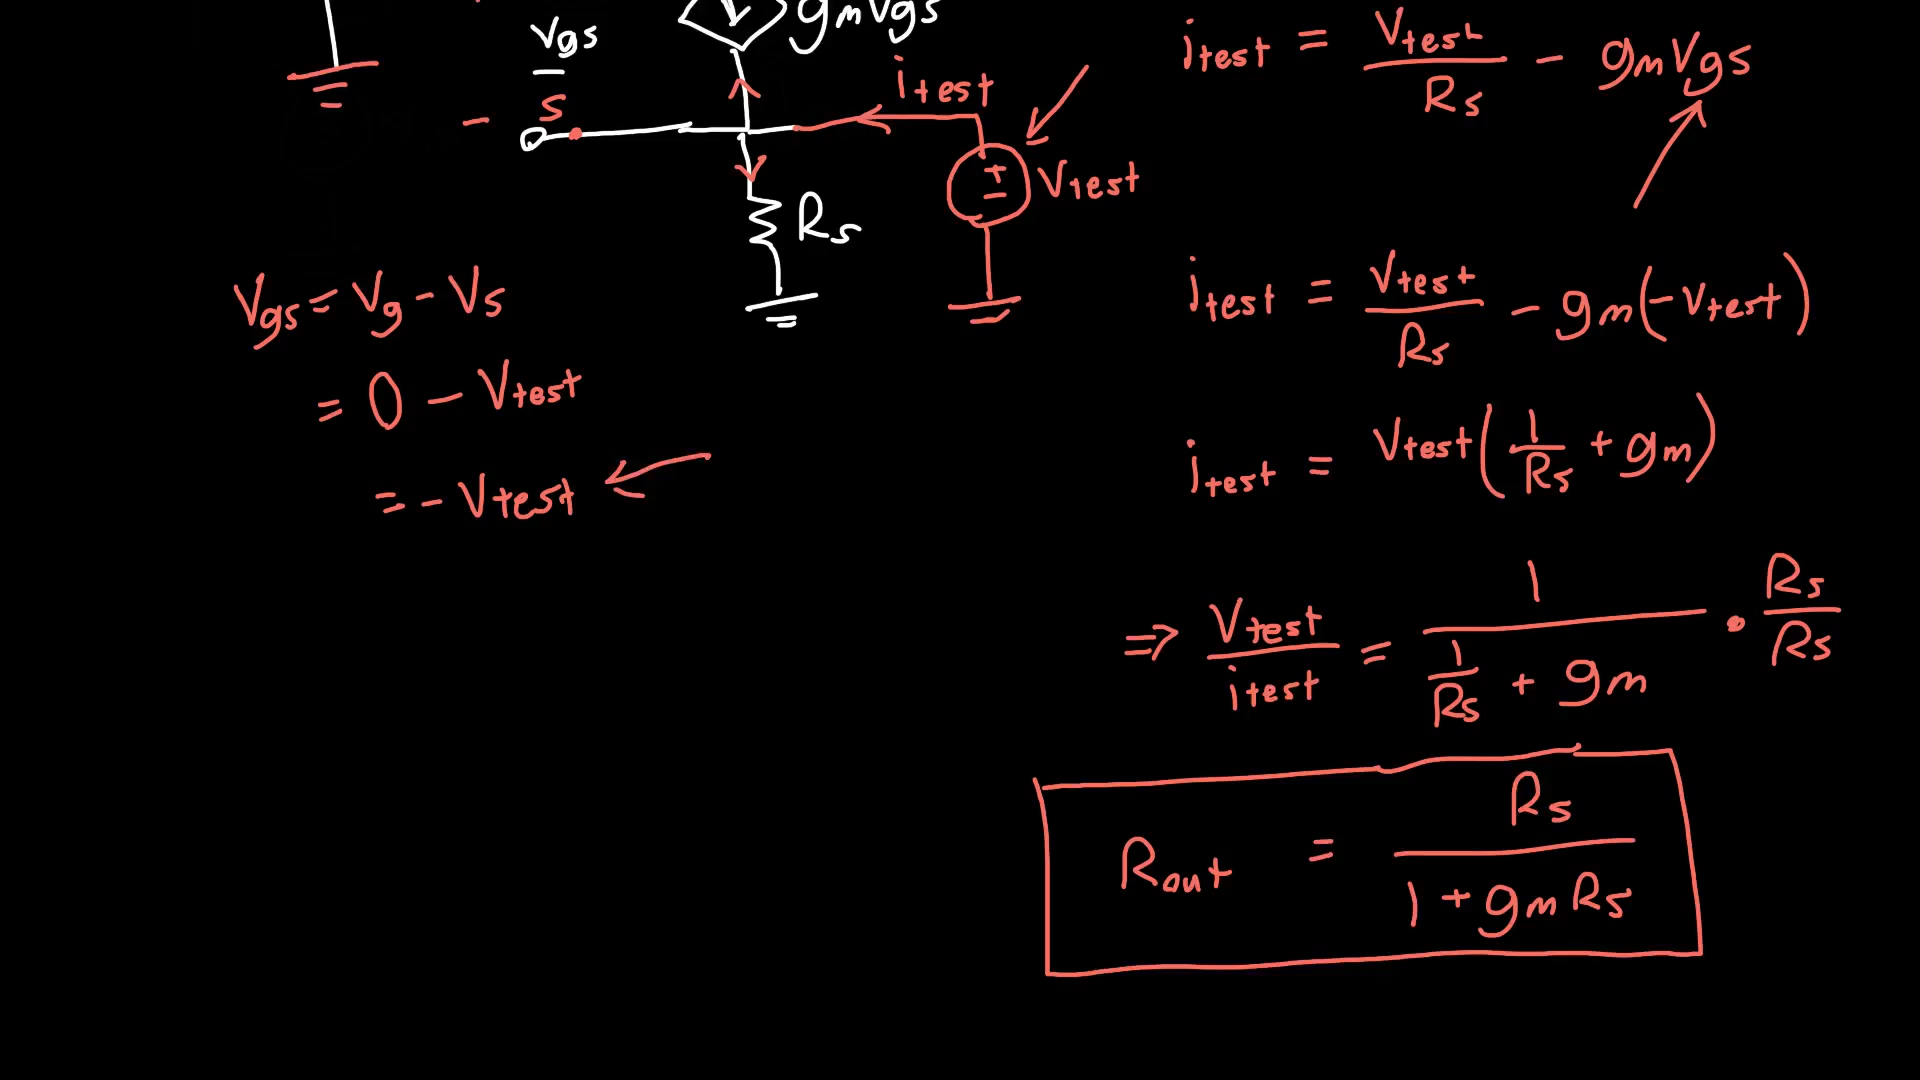 Vgs
gmVgs
-
s
itest
+
-
Vtest
Rs
Vgs = Vg - Vs
= 0 - Vtest
= - Vtest
itest = Vtest/Rs - gmVgs
itest = Vtest/Rs - gm(-Vtest)
itest = Vtest(1/Rs + gm)
⇒ Vtest/itest = 1/(1/Rs + gm) • Rs/Rs
Rout = Rs/(1 + gmRs)